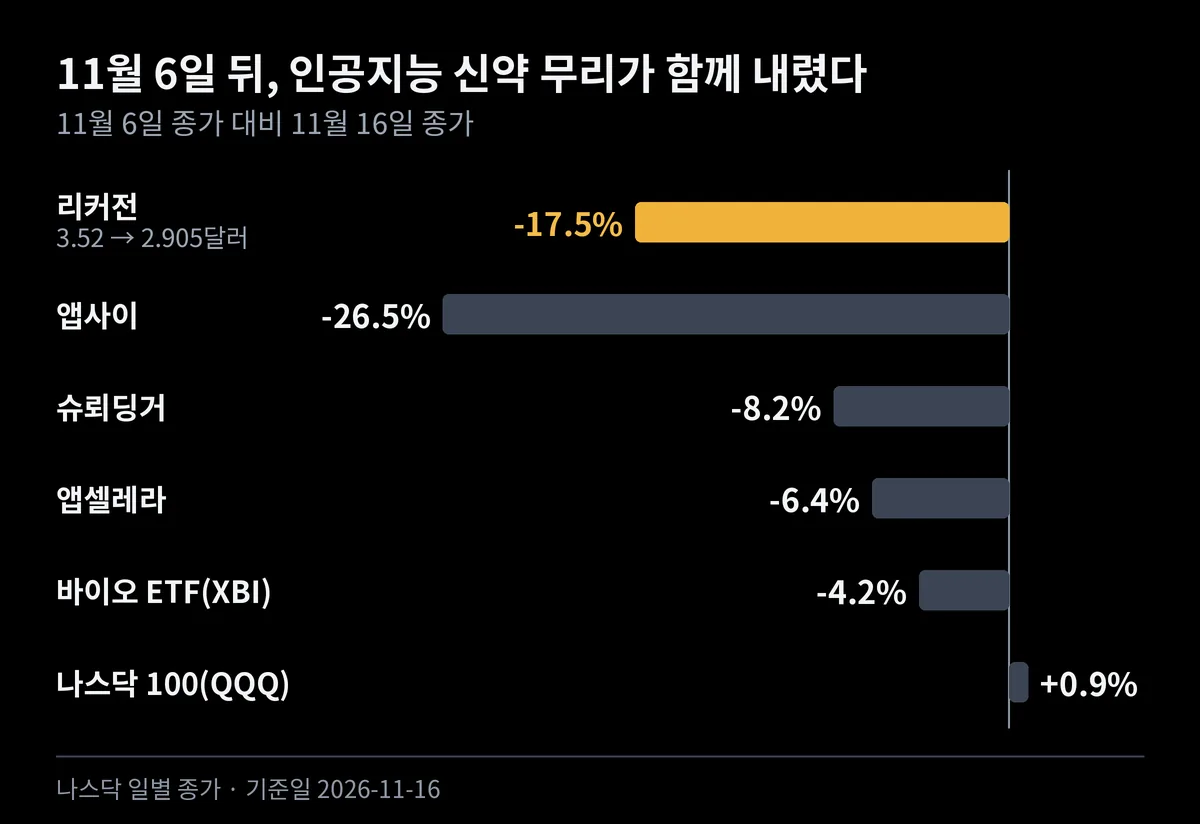 11월 6일 뒤, 인공지능 신약 무리가 함께 내렸다
11월 6일 종가 대비 11월 16일 종가
리커전
3.52 → 2.905달러
-17.5%
앱사이
-26.5%
슈뢰딩거
-8.2%
앱셀레라
-6.4%
바이오 ETF(XBI)
-4.2%
나스닥 100(QQQ)
+0.9%
나스닥 일별 종가 · 기준일 2026-11-16